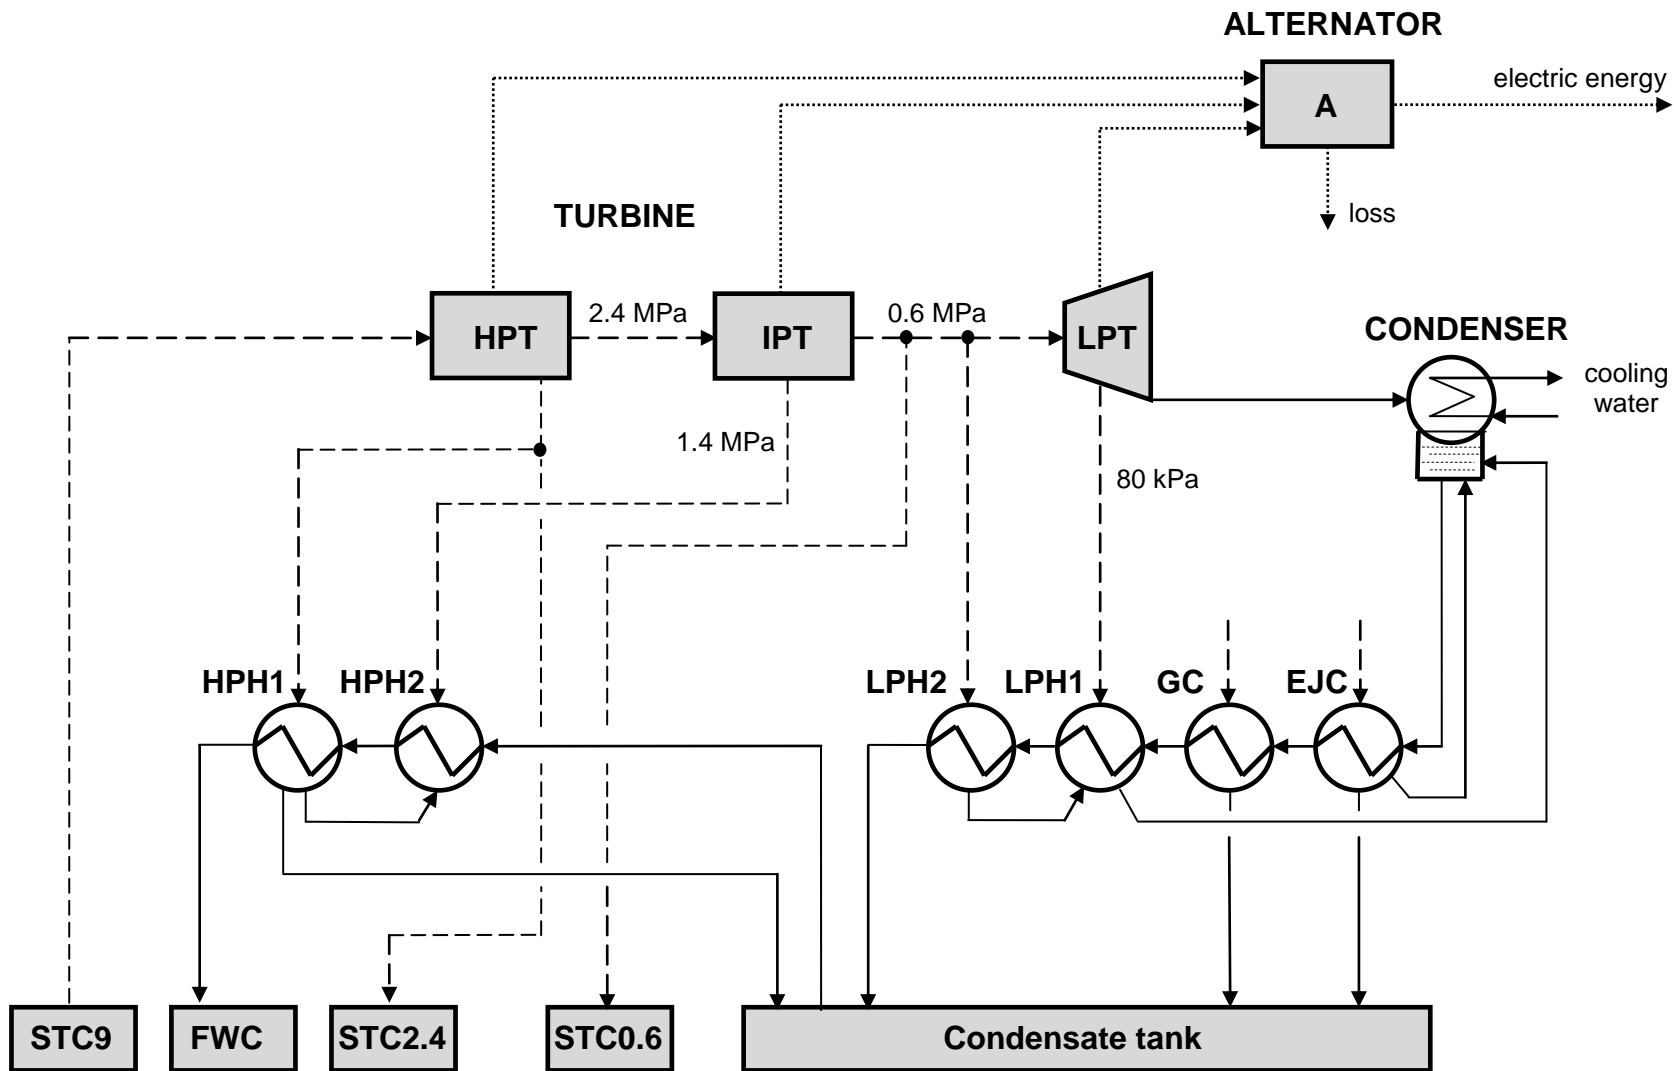 ALTERNATOR
electric energy
A
loss
TURBINE
2.4 MPa
0.6 MPa
HPT
IPT
LPT
CONDENSER
cooling
water
1.4 MPa
80 kPa
HPH1
HPH2
LPH2
LPH1
GC
EJC
STC9
FWC
STC2.4
STC0.6
Condensate tank